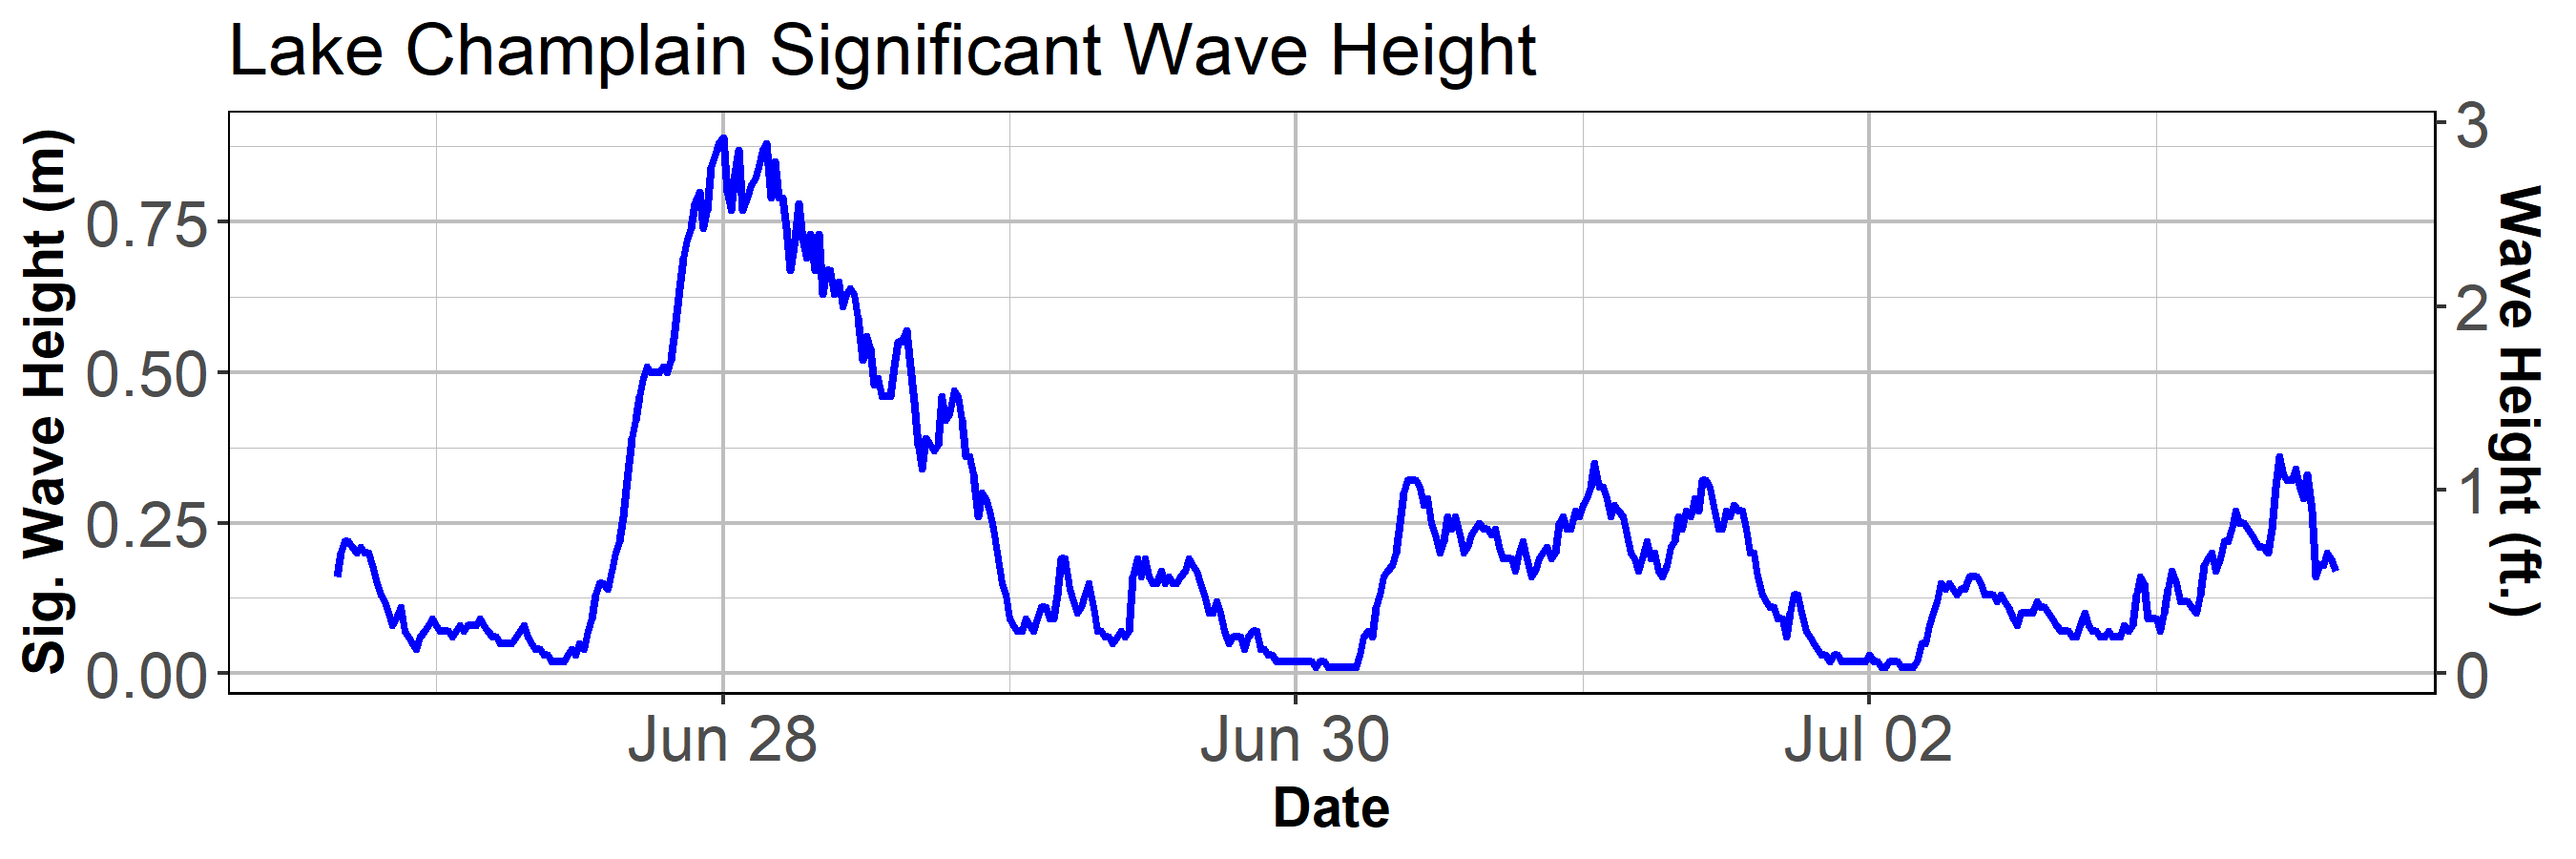 Lake Champlain Significant Wave Height
Sig. Wave Height (m)
0.75
0.50
0.25
0.00
3
2
1
0
Wave Height (ft.)
Jun 28
Jun 30
Jul 02
Date